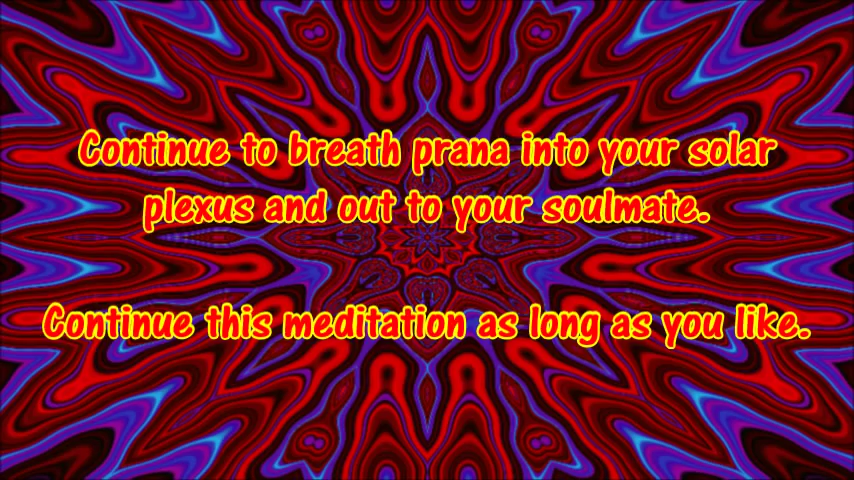 Continue to breath prana into your solar
plexus and out to your soulmate.
Continue this meditation as long as you like.